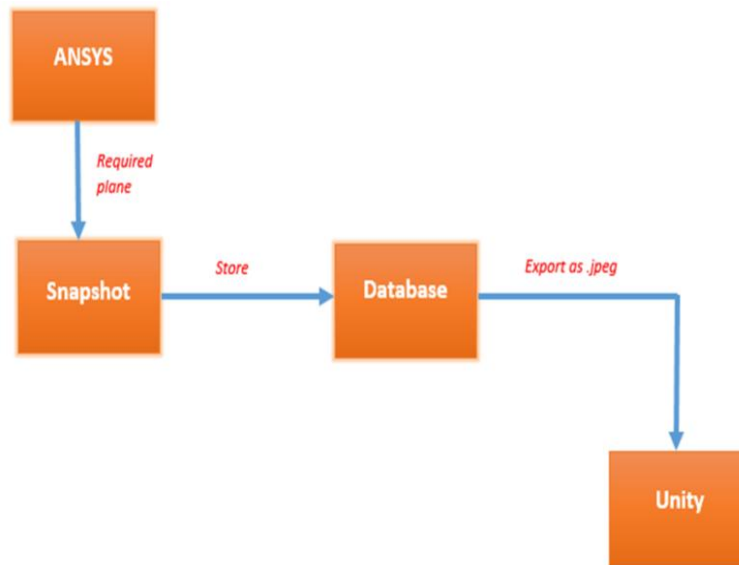 ANSYS
Required
plane
Snapshot
Store
Database
Export as .jpeg
Unity